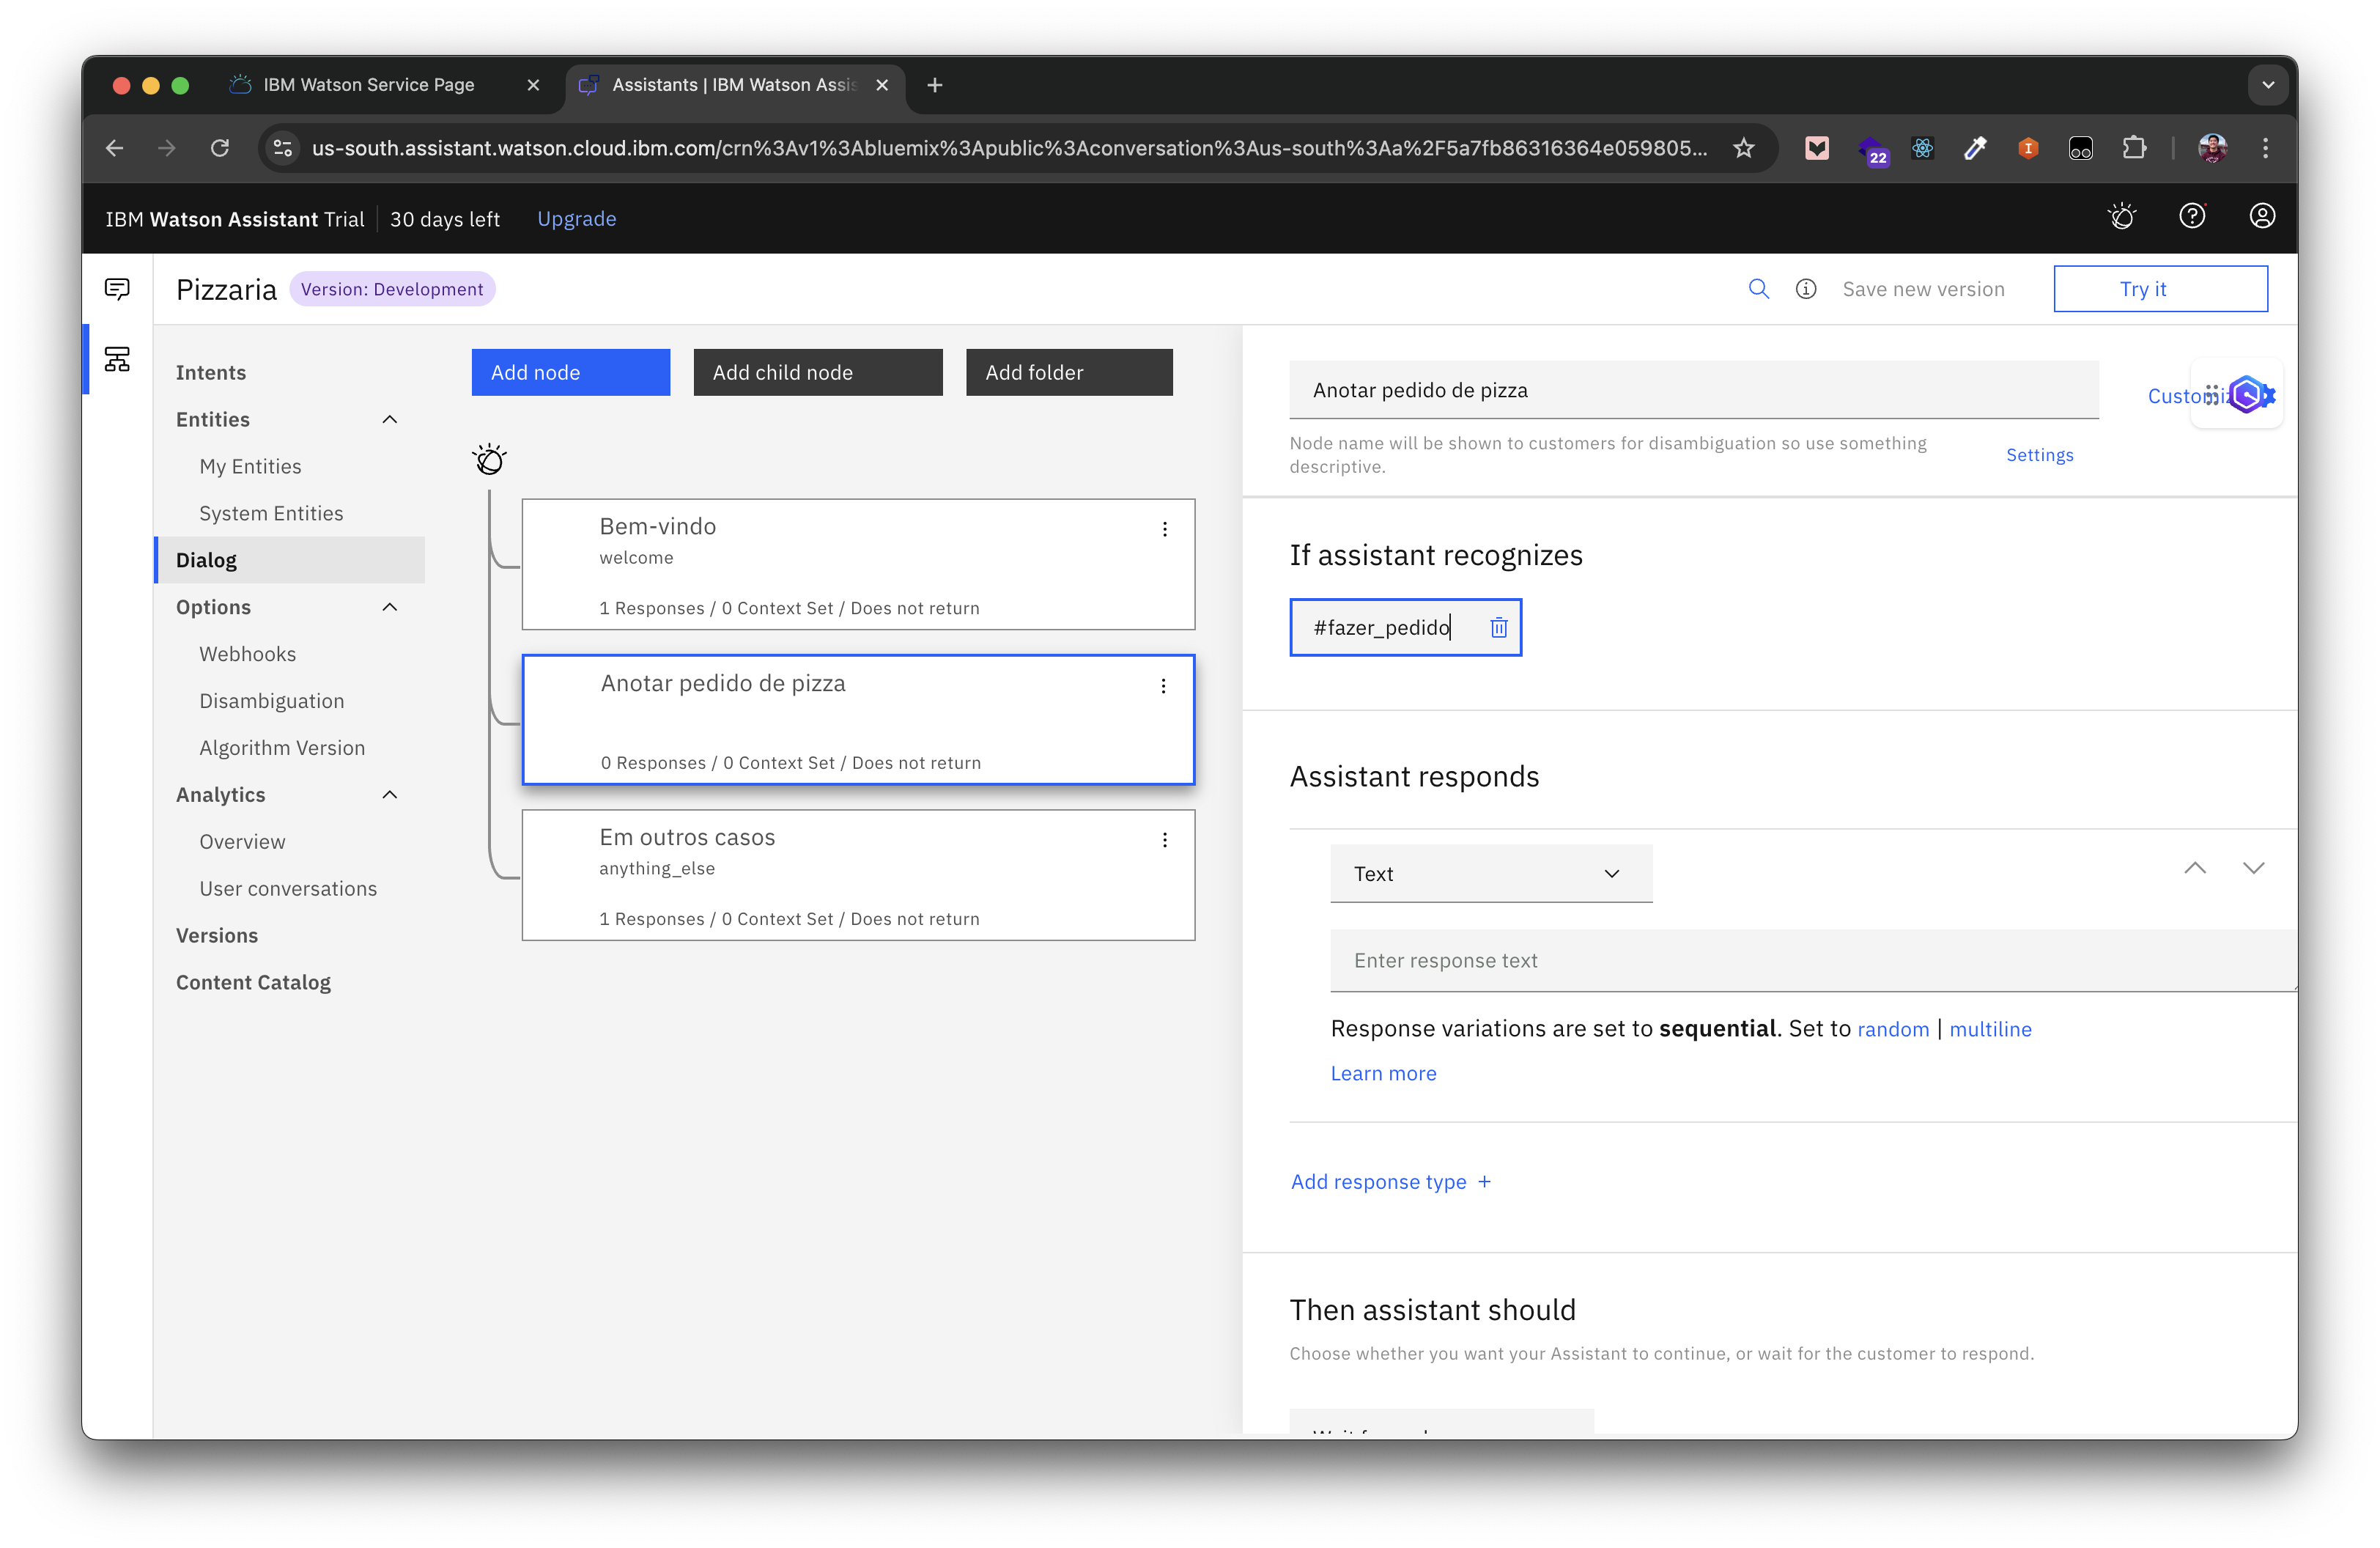 IBM Watson Service Page
Assistants | IBM Watson Assis
us-south.assistant.watson.cloud.ibm.com/crn%3Av1%3Abluemix%3Apublic%3Aconversation%3Aus-south%3Aa%2F5a7fb86316364e059805...
22
IBM Watson Assistant Trial
30 days left
Upgrade
Pizzaria
Version: Development
Save new version
Try it
Intents
Entities
My Entities
System Entities
Dialog
Options
Webhooks
Disambiguation
Algorithm Version
Analytics
Overview
User conversations
Versions
Content Catalog
Add node
Add child node
Add folder
Bem-vindo
welcome
1 Responses / 0 Context Set / Does not return
Anotar pedido de pizza
0 Responses / 0 Context Set / Does not return
Em outros casos
anything_else
1 Responses / 0 Context Set / Does not return
Anotar pedido de pizza
Node name will be shown to customers for disambiguation so use something
descriptive.
Settings
If assistant recognizes
#fazer_pedido
Assistant responds
Text
Enter response text
Response variations are set to sequential. Set to random | multiline
Learn more
Add response type +
Then assistant should
Choose whether you want your Assistant to continue, or wait for the customer to respond.